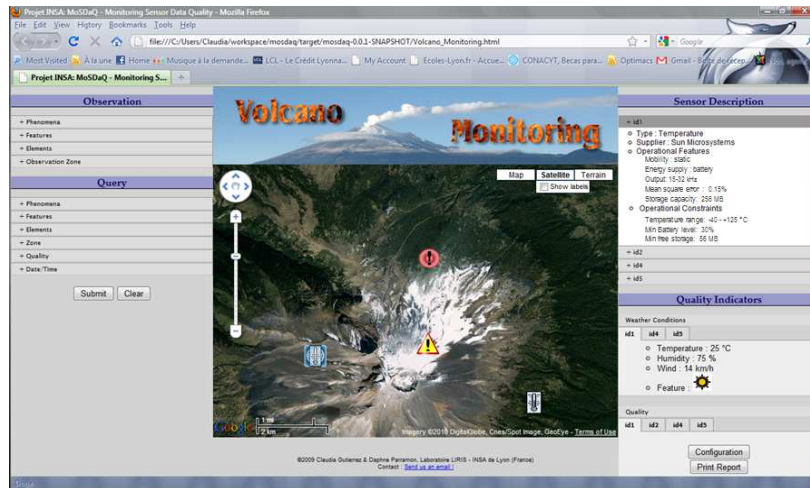 Projet INSA: MoSDaQ - Monitoring Sensor Data Quality - Mozilla Firefox
File Edit View History Bookmarks Tools Help
file:///C:/Users/Claudia/workspace/mosdaq/target/mosdaq-0.0.1-SNAPSHOT/Volcano_Monitoring.html
Google
Most Visited À la une Home Musique à la demande... LCL - Le Crédit Lyonna... My Account Ecoles-Lyon.fr - Accue... CONACYT, Becas para... Optimacs Gmail - Boîte de récep...
Projet INSA: MoSDaQ - Monitoring S...
Observation
+ Phenomena
+ Features
+ Elements
+ Observation Zone
Query
+ Phenomena
+ Features
+ Elements
+ Zone
+ Quality
+ Date/Time
Submit Clear
Volcano
Monitoring
Map Satellite Terrain
Show labels
1 mi
2 km
Imagery ©2010 DigitalGlobe, Cnes/Spot Image, GeoEye - Terms of Use
©2009 Claudia Gutierrez & Daphne Parramon, Laboratoire LIRIS - INSA de Lyon (France)
Contact : Send us an email !
Sensor Description
id1
Type : Temperature
Supplier : Sun Microsystems
Operational Features
Mobility : static
Energy supply : battery
Output: 15-32 kHz
Mean square error : 0.15%
Storage capacity: 256 MB
Operational Constraints
Temperature range: -40 - +125 °C
Min Battery level: 30%
Min free storage: 56 MB
+ id2
+ id4
+ id5
Quality Indicators
Weather Conditions
id1 id4 id5
Temperature : 25 °C
Humidity : 75 %
Wind : 14 km/h
Feature :
Quality
id1 id2 id4 id5
Configuration
Print Report